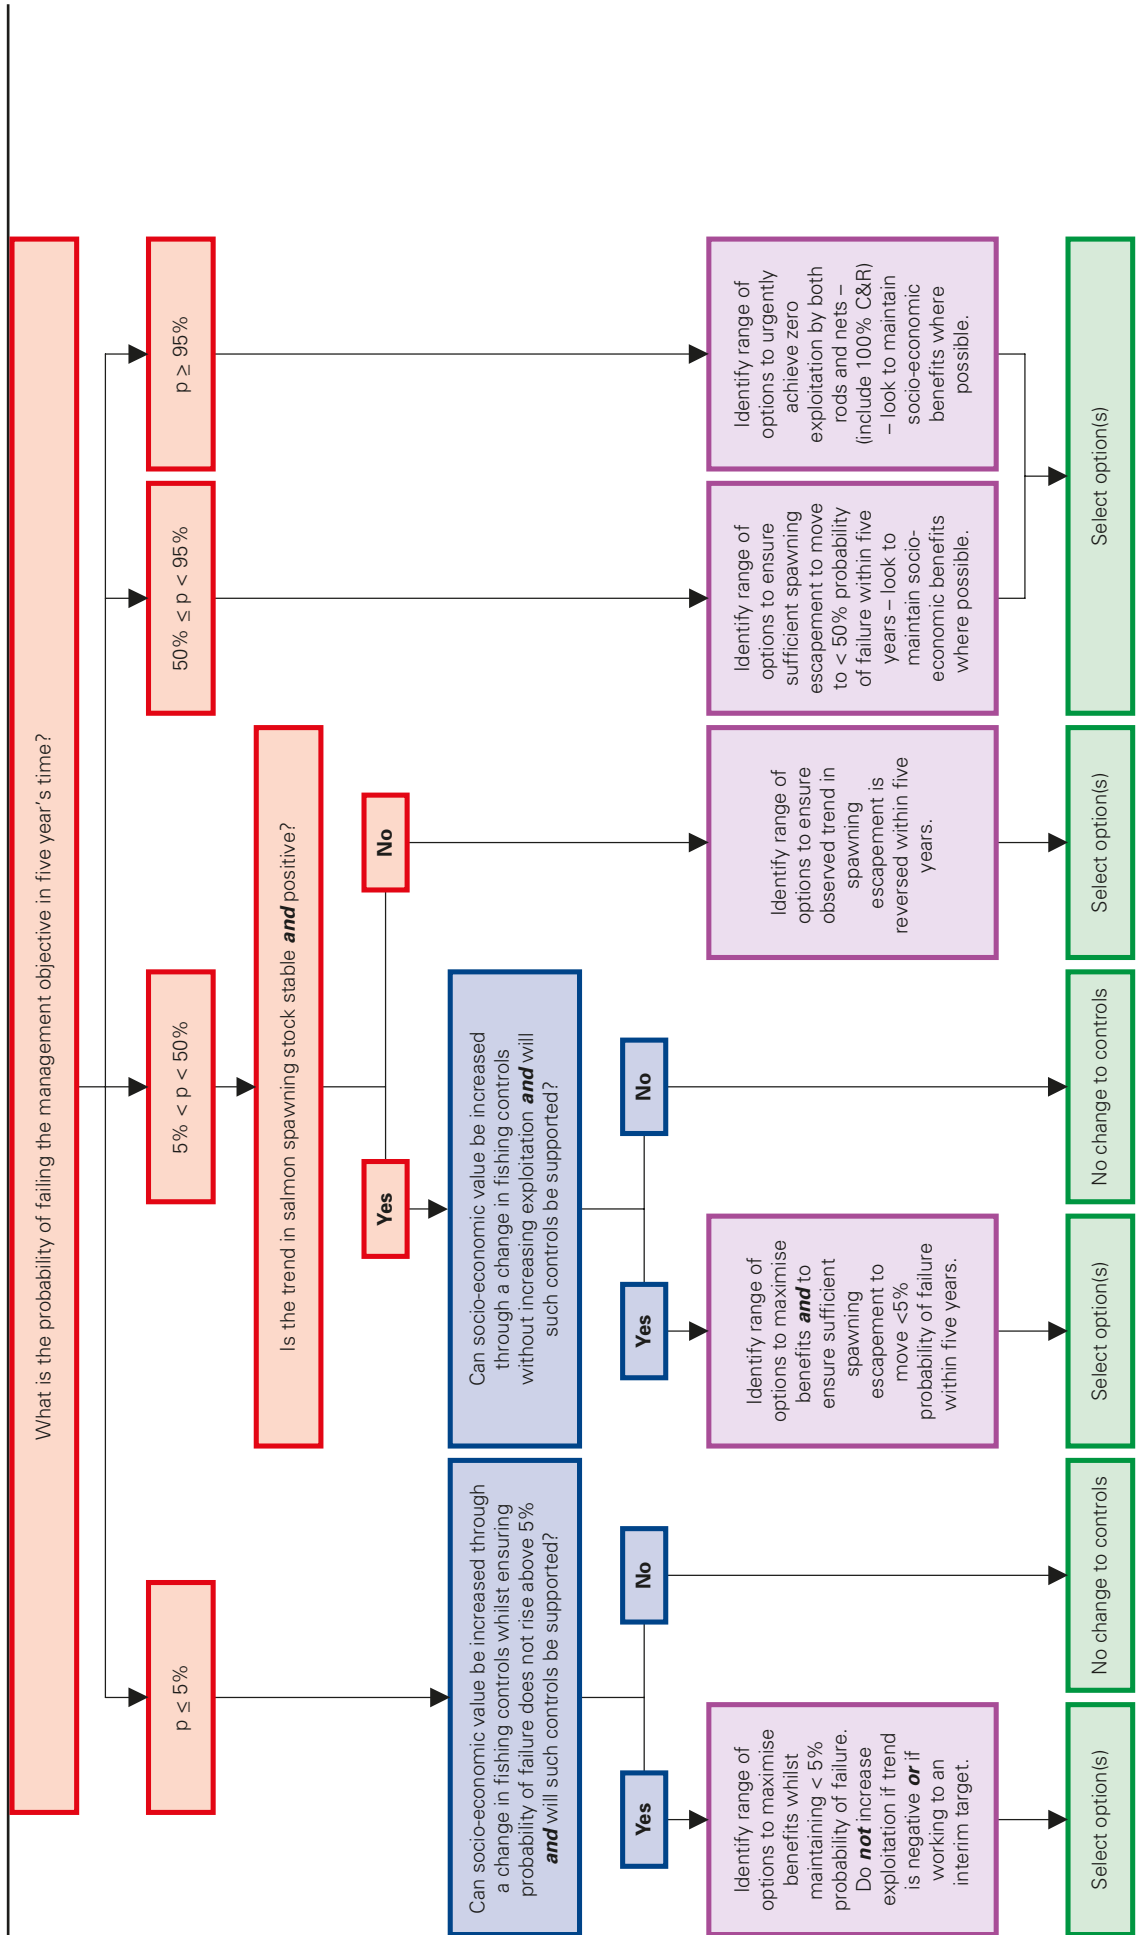 What is the probability of failing the management objective in five year's time?
p ≤ 5%
5% < p < 50%
50% ≤ p < 95%
p ≥ 95%
Is the trend in salmon spawning stock stable and positive?
Yes
No
Can socio-economic value be increased through
a change in fishing controls whilst ensuring
probability of failure does not rise above 5%
and will such controls be supported?
Can socio-economic value be increased
through a change in fishing controls
without increasing exploitation and will
such controls be supported?
Yes
No
Yes
No
Identify range of
options to maximise
benefits whilst
maintaining < 5%
probability of failure.
Do not increase
exploitation if trend
is negative or if
working to an
interim target.
Identify range of
options to maximise
benefits and to
ensure sufficient
spawning
escapement to
move <5%
probability of failure
within five years.
Identify range of
options to ensure
observed trend in
spawning
escapement is
reversed within five
years.
Identify range of
options to ensure
sufficient spawning
escapement to move
to < 50% probability
of failure within five
years – look to
maintain socio-
economic benefits
where possible.
Identify range of
options to urgently
achieve zero
exploitation by both
rods and nets –
(include 100% C&R)
– look to maintain
socio-economic
benefits where
possible.
Select option(s)
No change to controls
Select option(s)
No change to controls
Select option(s)
Select option(s)